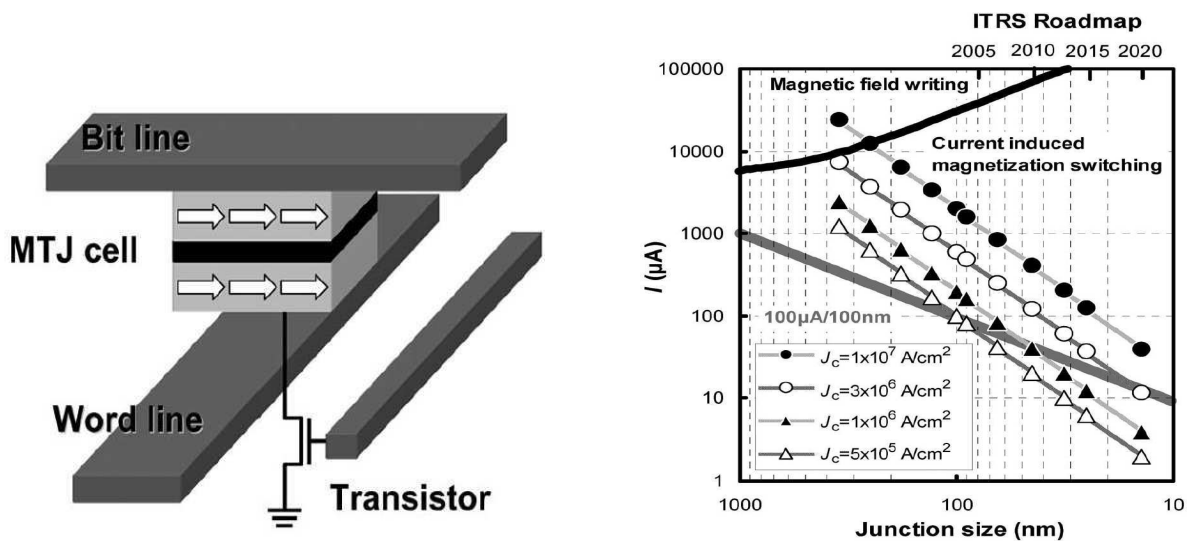 Bit line
MTJ cell
Word line
Transistor
ITRS Roadmap
2005 2010 2015 2020
100000
10000
1000
100
10
1
I (µA)
Magnetic field writing
Current induced
magnetization switching
100µA/100nm
Jc=1x10⁷ A/cm²
Jc=3x10⁶ A/cm²
Jc=1x10⁶ A/cm²
Jc=5x10⁵ A/cm²
1000 100 10
Junction size (nm)